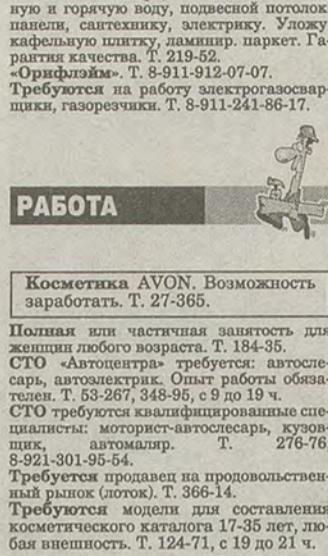 ную и горячую воду, подвесной потолок
панели, сантехнику, электрику. Уложу
кафельную плитку, ламинир. паркет. Га-
рантия качества. Т. 219-52.
«Орифлэйм». Т. 8-911-912-07-07.
Требуются на работу электрогазосвар-
щики, газорезчики. Т. 8-911-241-86-17.
РАБОТА
Косметика AVON. Возможность
заработать. Т. 27-365.
Полная или частичная занятость для
женщин любого возраста. Т. 184-35.
СТО «Автоцентра» требуется: автосле-
сарь, автоэлектрик. Опыт работы обяза-
телен. Т. 53-267, 348-95, с 9 до 19 ч.
СТО требуются квалифицированные спе-
циалисты: моторист-автослесарь, кузов-
щик, автомаляр. Т. 276-76,
8-921-301-95-54.
Требуется продавец на продовольствен-
ный рынок (лоток). Т. 366-14.
Требуются модели для составления
косметического каталога 17-35 лет, лю-
бая внешность. Т. 124-71, с 19 до 21 ч.